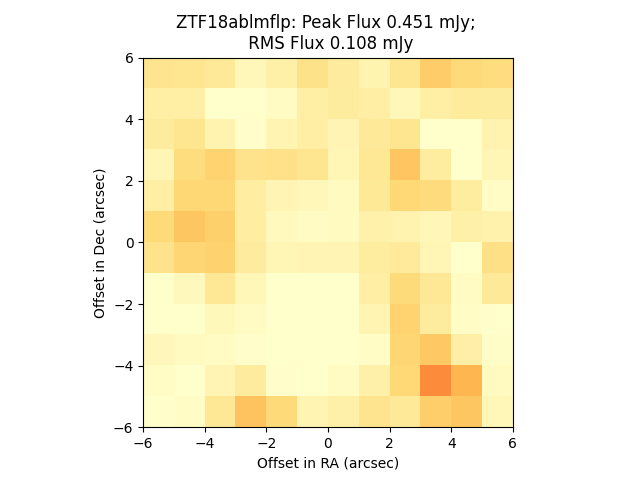 ZTF18ablmflp: Peak Flux 0.451 mJy;
RMS Flux 0.108 mJy
6
4
2
0
−2
−4
−6
Offset in Dec (arcsec)
−6 −4 −2 0 2 4 6
Offset in RA (arcsec)